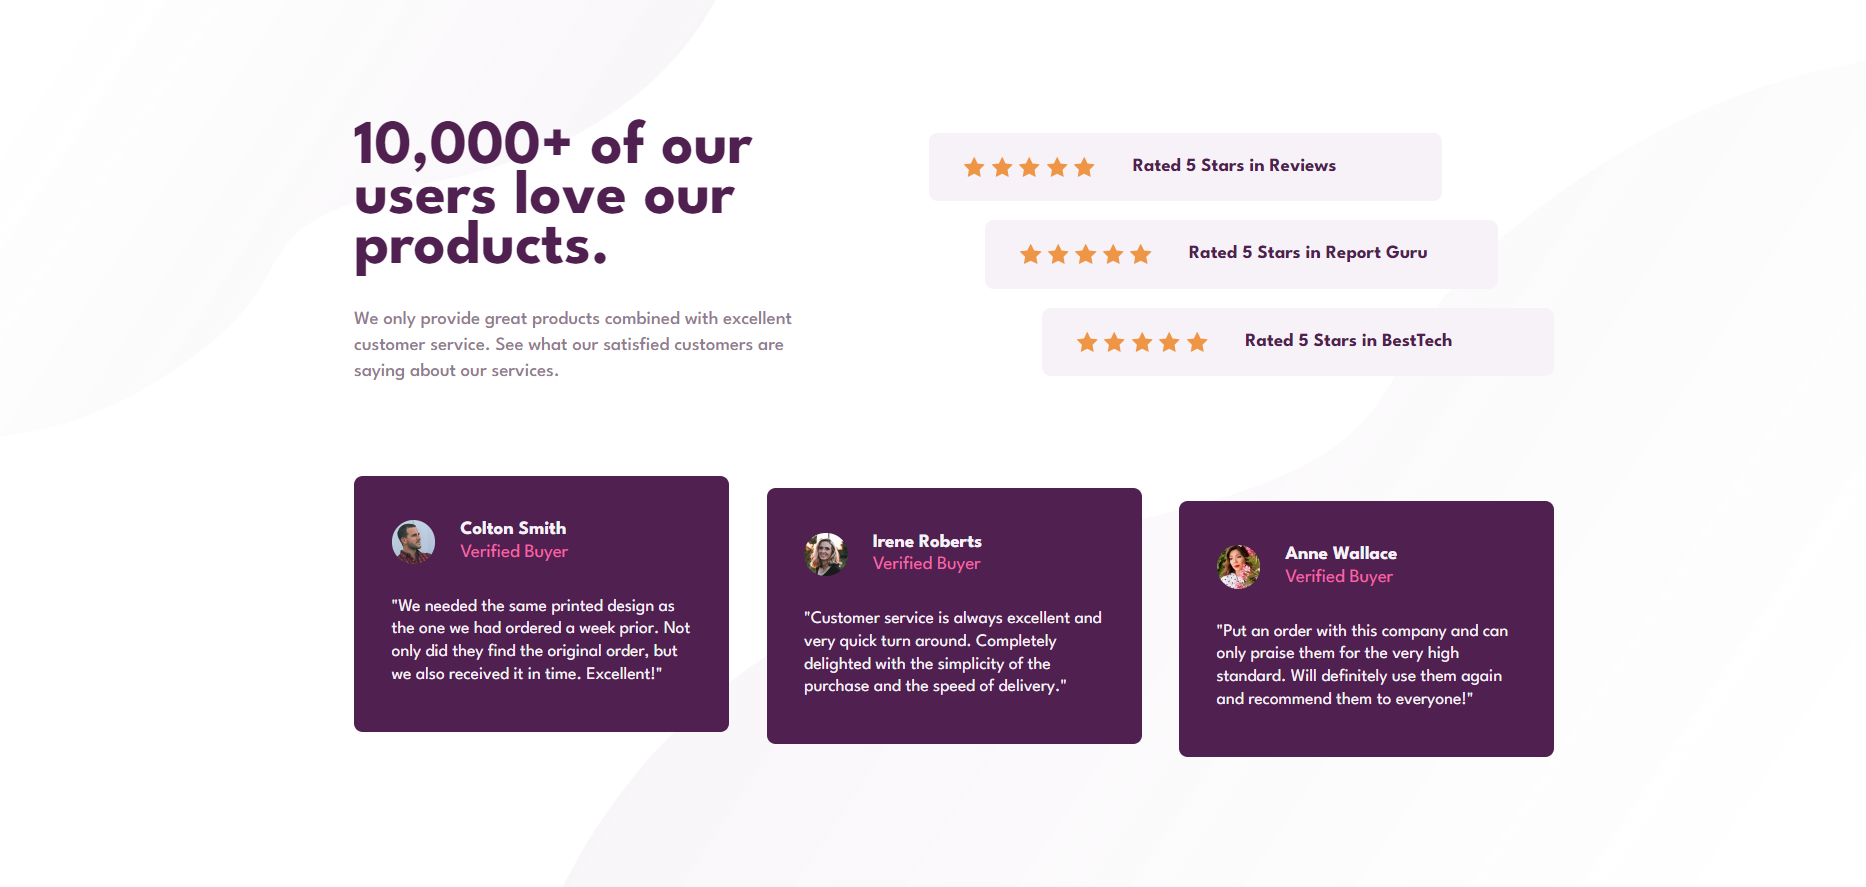 10,000+ of our
users love our
products.
We only provide great products combined with excellent
customer service. See what our satisfied customers are
saying about our services.
Rated 5 Stars in Reviews
Rated 5 Stars in Report Guru
Rated 5 Stars in BestTech
Colton Smith
Verified Buyer
"We needed the same printed design as
the one we had ordered a week prior. Not
only did they find the original order, but
we also received it in time. Excellent!"
Irene Roberts
Verified Buyer
"Customer service is always excellent and
very quick turn around. Completely
delighted with the simplicity of the
purchase and the speed of delivery."
Anne Wallace
Verified Buyer
"Put an order with this company and can
only praise them for the very high
standard. Will definitely use them again
and recommend them to everyone!"